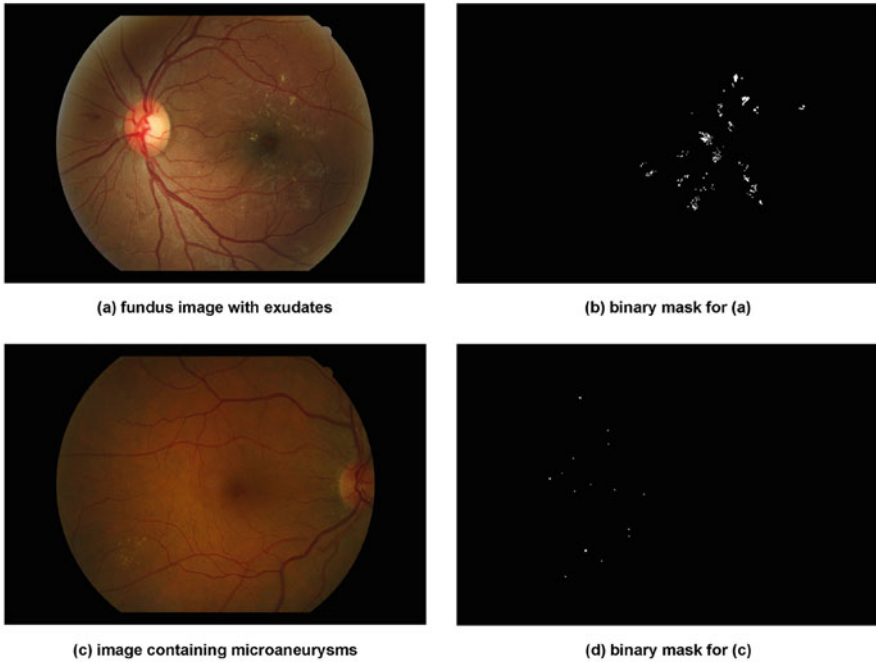 (a) fundus image with exudates
(b) binary mask for (a)
(c) image containing microaneurysms
(d) binary mask for (c)